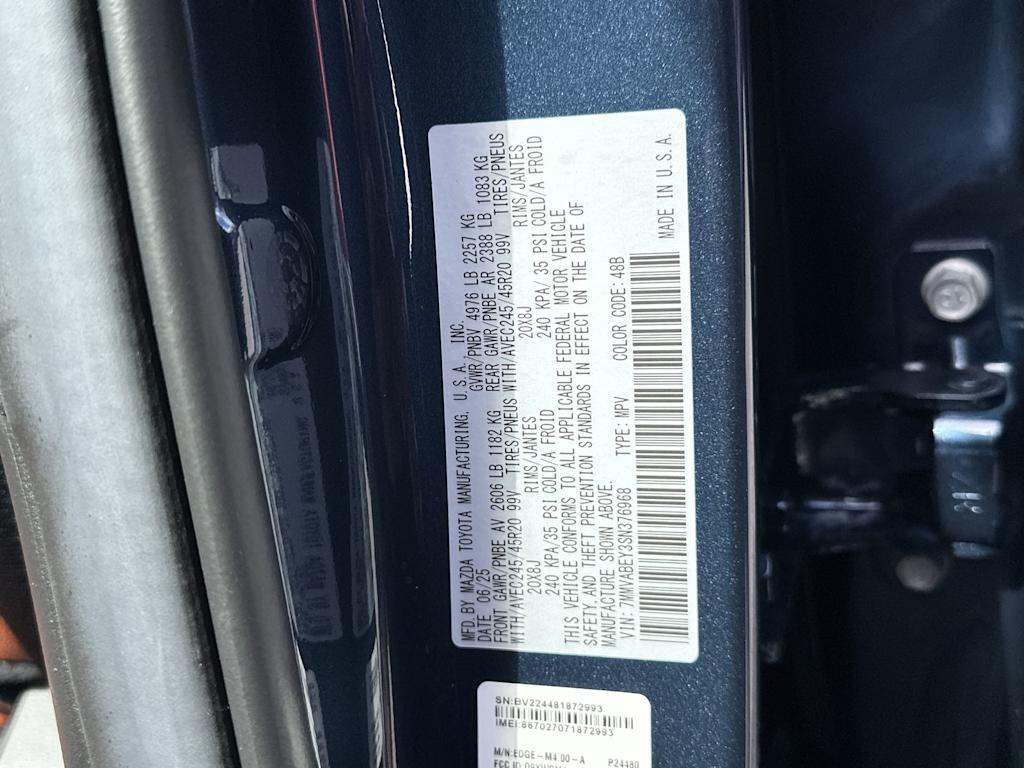 MFD. BY MAZDA TOYOTA MANUFACTURING, U.S.A. INC.
DATE 06/25 GVWR/PNBV 4976 LB 2257 KG
FRONT GAWR/PNBE AV 2606 LB 1182 KG REAR GAWR/PNBE AR 2388 LB 1083 KG
WITH/AVEC245/45R20 99V TIRES/PNEUS WITH/AVEC245/45R20 99V TIRES/PNEUS
20X8J RIMS/JANTES 20X8J RIMS/JANTES
240 KPA/35 PSI COLD/A FROID 240 KPA/ 35 PSI COLD/A FROID
THIS VEHICLE CONFORMS TO ALL APPLICABLE FEDERAL MOTOR VEHICLE
SAFETY,AND THEFT PREVENTION STANDARDS IN EFFECT ON THE DATE OF
MANUFACTURE SHOWN ABOVE.
VIN: 7MMVABEY3SN376968 TYPE: MPV COLOR CODE: 48B
MADE IN U.S.A.
SN:BV224481872993
IMEI:867027071872993
M/N:EDGE-M4 00-A P24480
FCC ID